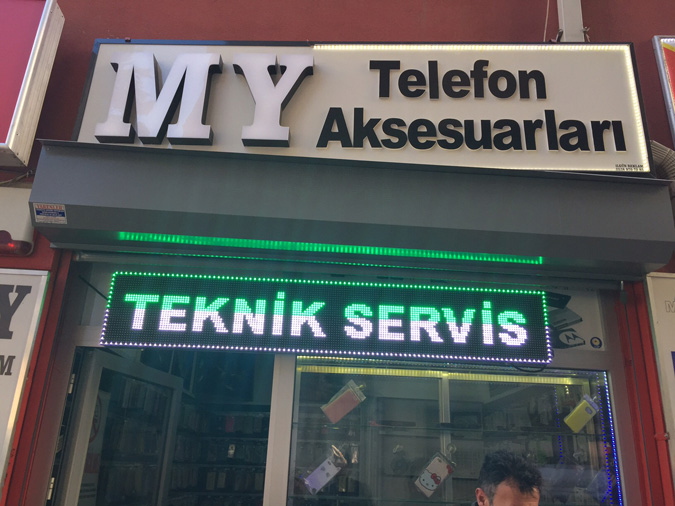 MY
Telefon
Aksesuarları
TEKNİK SERVİS